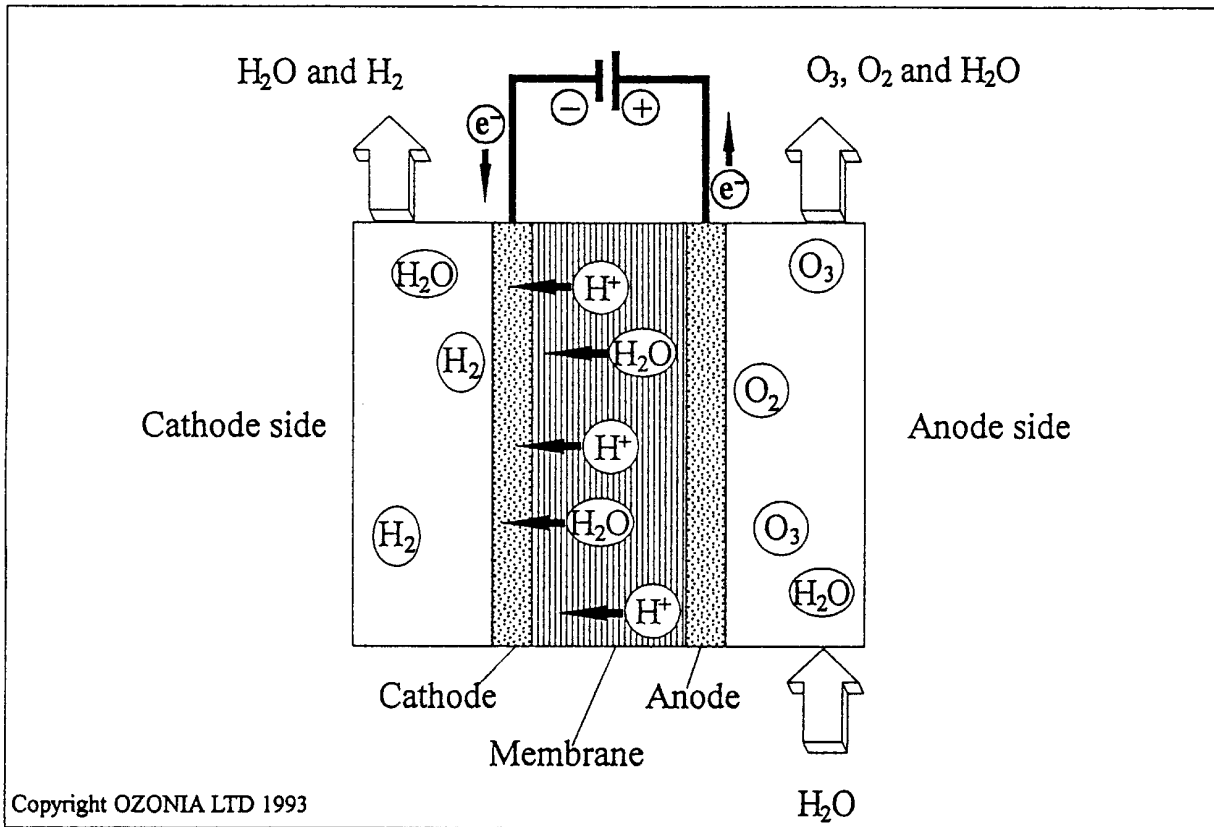 H₂O and H₂
O₃, O₂ and H₂O
− +
e⁻
e⁻
H₂O
H⁺
O₃
H₂
H₂O
O₂
Cathode side
H⁺
Anode side
H₂
H₂O
O₃
H⁺
H₂O
Cathode
Anode
Membrane
Copyright OZONIA LTD 1993
H₂O